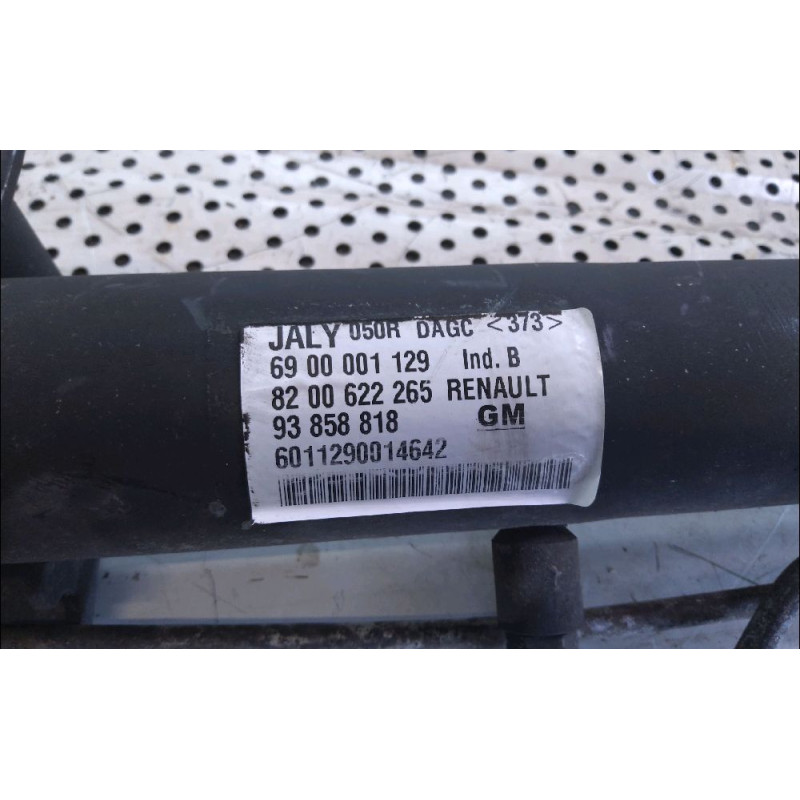 JALY 050R DAGC <373>
69 00 001 129 Ind. B
82 00 622 265 RENAULT
93 858 818 GM
6011290014642